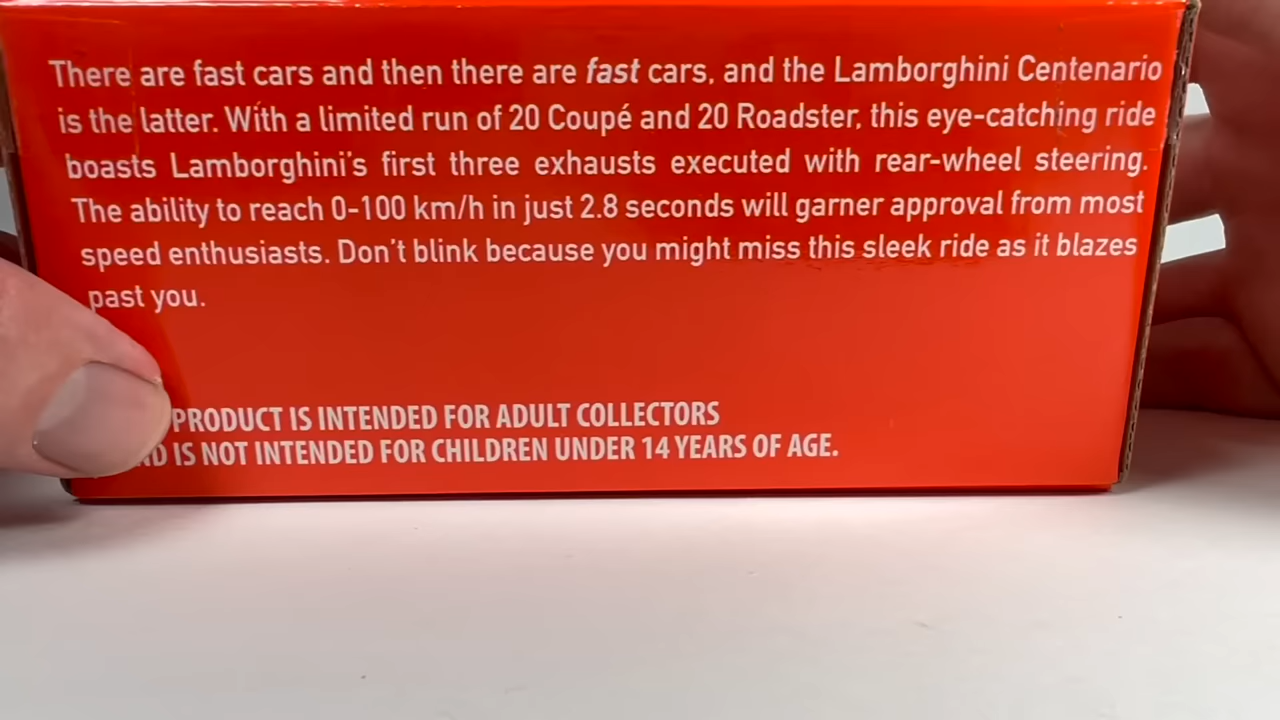 There are fast cars and then there are fast cars, and the Lamborghini Centenario
is the latter. With a limited run of 20 Coupé and 20 Roadster, this eye-catching ride
boasts Lamborghini's first three exhausts executed with rear-wheel steering.
The ability to reach 0-100 km/h in just 2.8 seconds will garner approval from most
speed enthusiasts. Don't blink because you might miss this sleek ride as it blazes
past you.
PRODUCT IS INTENDED FOR ADULT COLLECTORS
IS NOT INTENDED FOR CHILDREN UNDER 14 YEARS OF AGE.